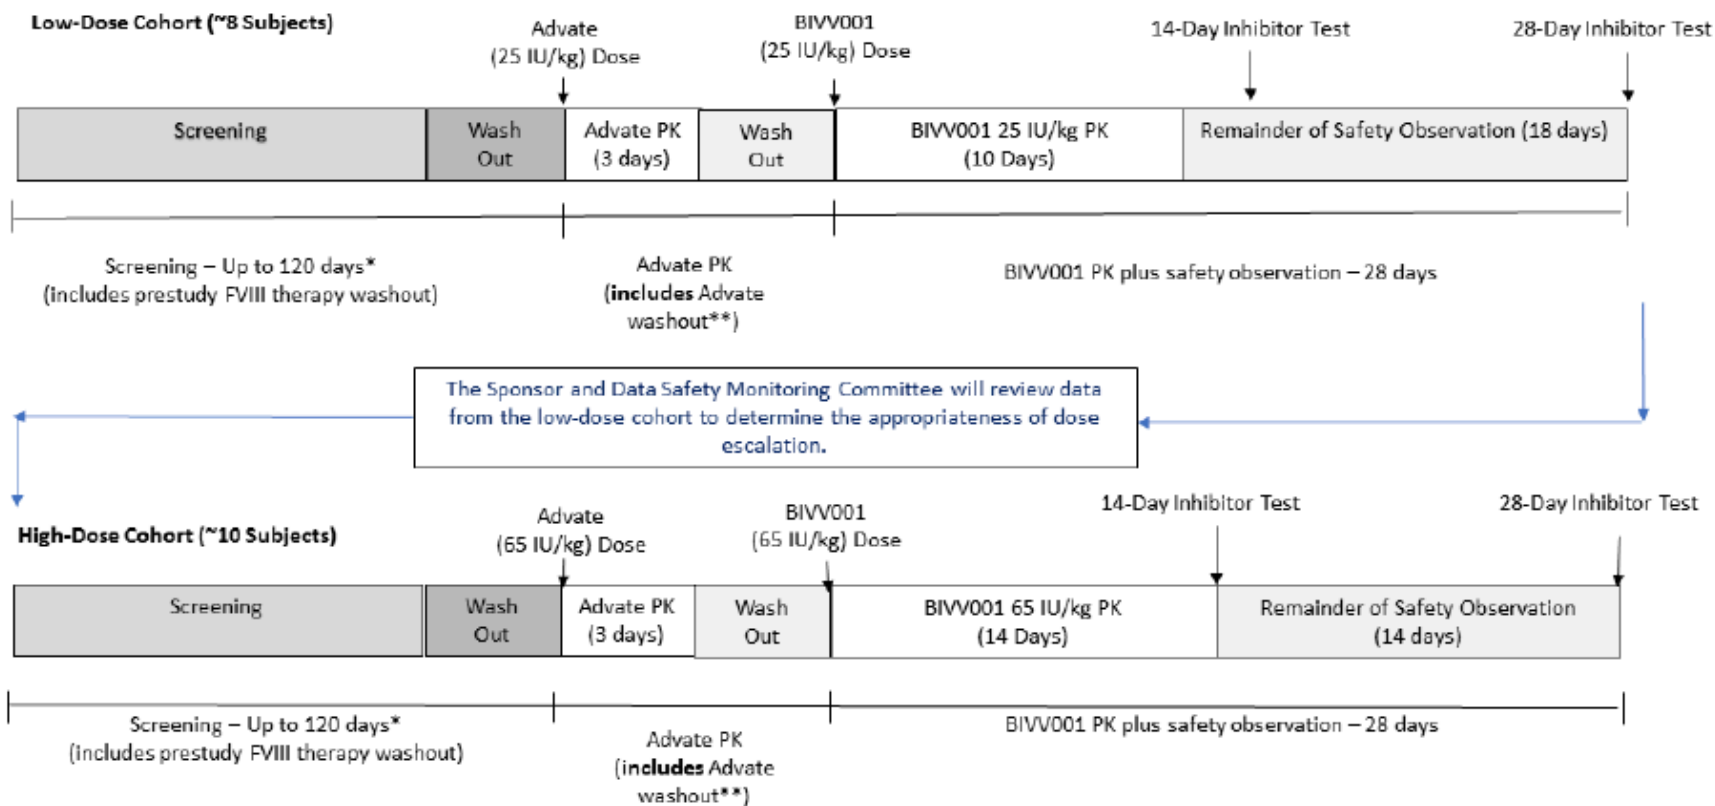 Low-Dose Cohort (~8 Subjects)
Advate
(25 IU/kg) Dose
BIVV001
(25 IU/kg) Dose
14-Day Inhibitor Test
28-Day Inhibitor Test
Screening
Wash
Out
Advate PK
(3 days)
Wash
Out
BIVV001 25 IU/kg PK
(10 Days)
Remainder of Safety Observation (18 days)
Screening – Up to 120 days*
(includes prestudy FVIII therapy washout)
Advate PK
(includes Advate
washout**)
BIVV001 PK plus safety observation – 28 days
The Sponsor and Data Safety Monitoring Committee will review data
from the low-dose cohort to determine the appropriateness of dose
escalation.
High-Dose Cohort (~10 Subjects)
Advate
(65 IU/kg) Dose
BIVV001
(65 IU/kg) Dose
14-Day Inhibitor Test
28-Day Inhibitor Test
Screening
Wash
Out
Advate PK
(3 days)
Wash
Out
BIVV001 65 IU/kg PK
(14 Days)
Remainder of Safety Observation
(14 days)
Screening – Up to 120 days*
(includes prestudy FVIII therapy washout)
Advate PK
(includes Advate
washout**)
BIVV001 PK plus safety observation – 28 days